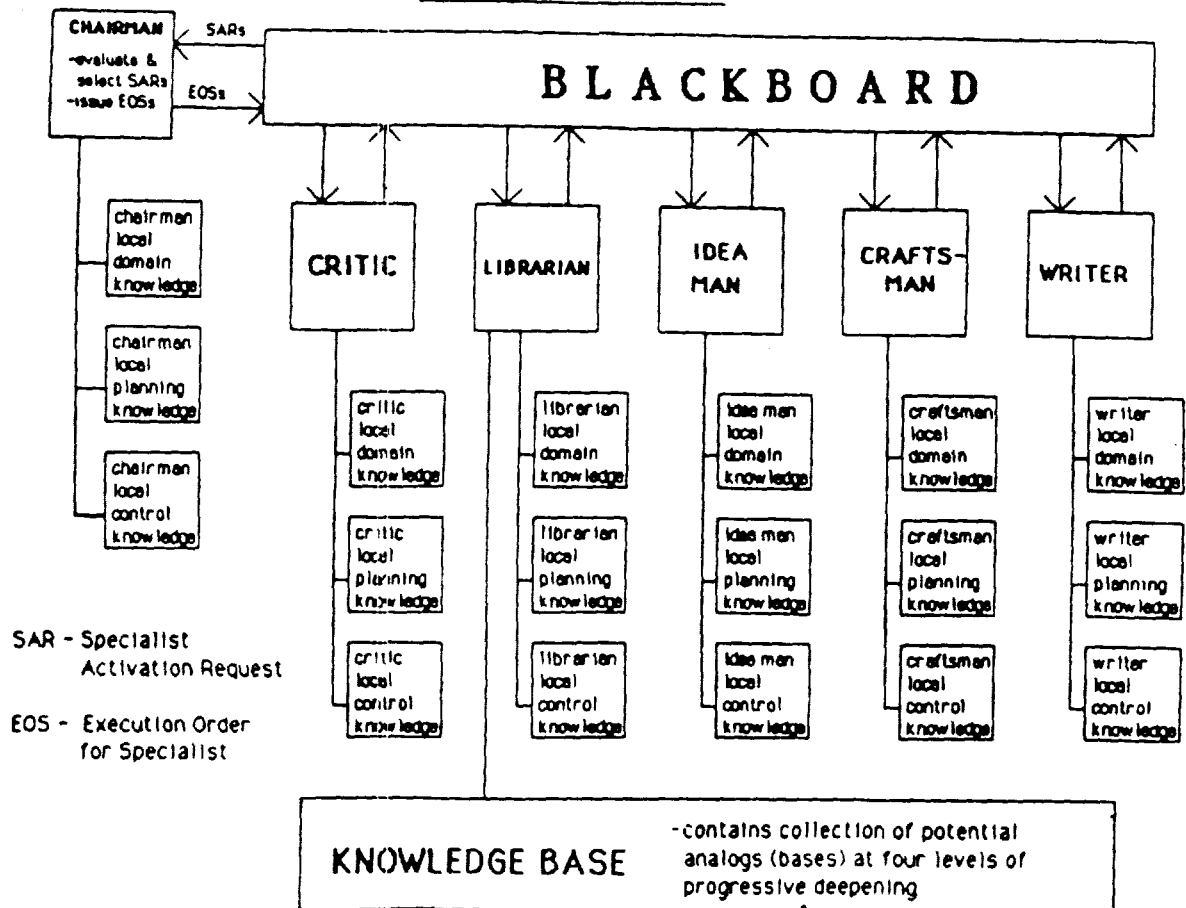 CHAIRMAN
-evaluate &
select SARs
-issue EOSs
SARs
EOSs
BLACKBOARD
CRITIC
LIBRARIAN
IDEA
MAN
CRAFTS-
MAN
WRITER
chairman
local
domain
knowledge
chairman
local
planning
knowledge
chairman
local
control
knowledge
critic
local
domain
knowledge
critic
local
planning
knowledge
critic
local
control
knowledge
librarian
local
domain
knowledge
librarian
local
planning
knowledge
librarian
local
control
knowledge
idea man
local
domain
knowledge
idea man
local
planning
knowledge
idea man
local
control
knowledge
craftsman
local
domain
knowledge
craftsman
local
planning
knowledge
craftsman
local
control
knowledge
writer
local
domain
knowledge
writer
local
planning
knowledge
writer
local
control
knowledge
SAR - Specialist
Activation Request
EOS - Execution Order
for Specialist
KNOWLEDGE BASE
-contains collection of potential
analogs (bases) at four levels of
progressive deepening